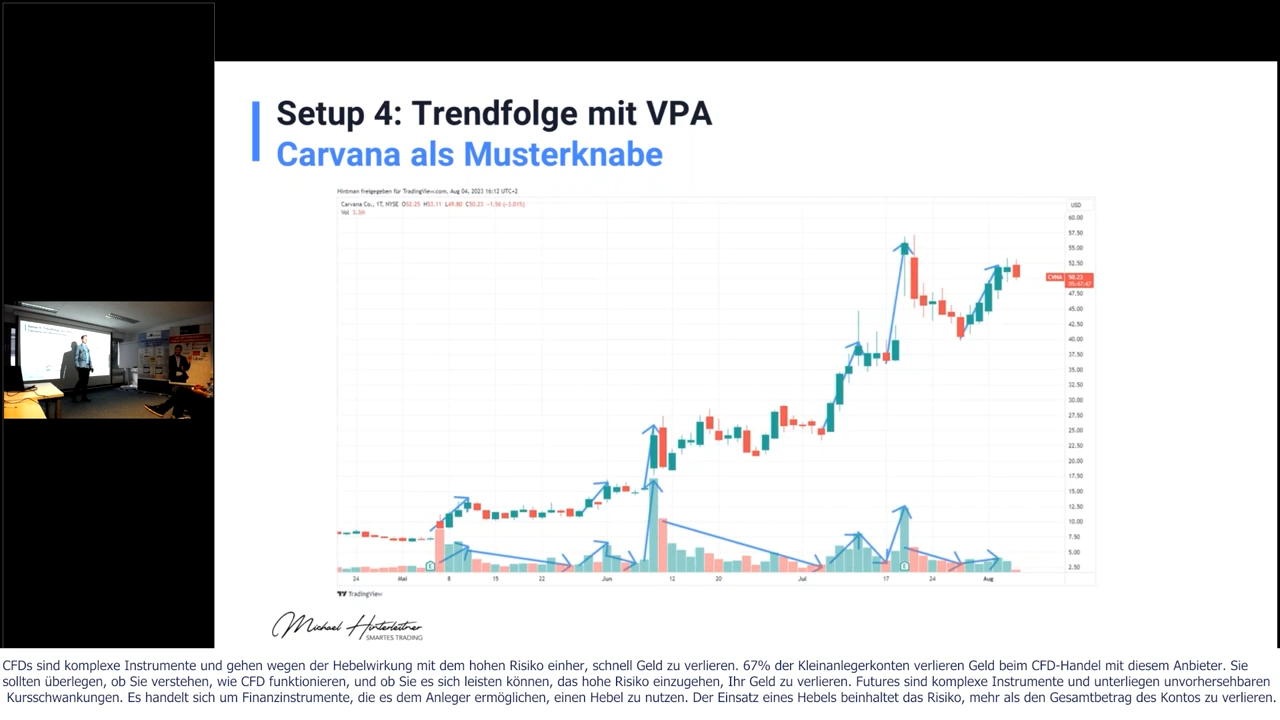 Setup 4: Trendfolge mit VPA
Carvana als Musterknabe
Hintman freigegeben für TradingView.com, Aug 04, 2023 16:12 UTC+2
Carvana Co., 1T, NYSE O52.25 H53.11 L49.80 C50.23 −1.56 (−3.01%)
Vol 3.3M
USD
60.00
57.50
55.00
52.50
CVNA 50.23
47.50
45.00
42.50
40.00
37.50
35.00
32.50
30.00
27.50
25.00
22.50
20.00
17.50
15.00
12.50
10.00
7.50
5.00
2.50
24 Mai 8 15 22 Jun 12 20 Jul 17 24 Aug
E E
TradingView
Michael Hinterleitner
SMARTES TRADING
CFDs sind komplexe Instrumente und gehen wegen der Hebelwirkung mit dem hohen Risiko einher, schnell Geld zu verlieren. 67% der Kleinanlegerkonten verlieren Geld beim CFD-Handel mit diesem Anbieter. Sie
sollten überlegen, ob Sie verstehen, wie CFD funktionieren, und ob Sie es sich leisten können, das hohe Risiko einzugehen, Ihr Geld zu verlieren. Futures sind komplexe Instrumente und unterliegen unvorhersehbaren
Kursschwankungen. Es handelt sich um Finanzinstrumente, die es dem Anleger ermöglichen, einen Hebel zu nutzen. Der Einsatz eines Hebels beinhaltet das Risiko, mehr als den Gesamtbetrag des Kontos zu verlieren.